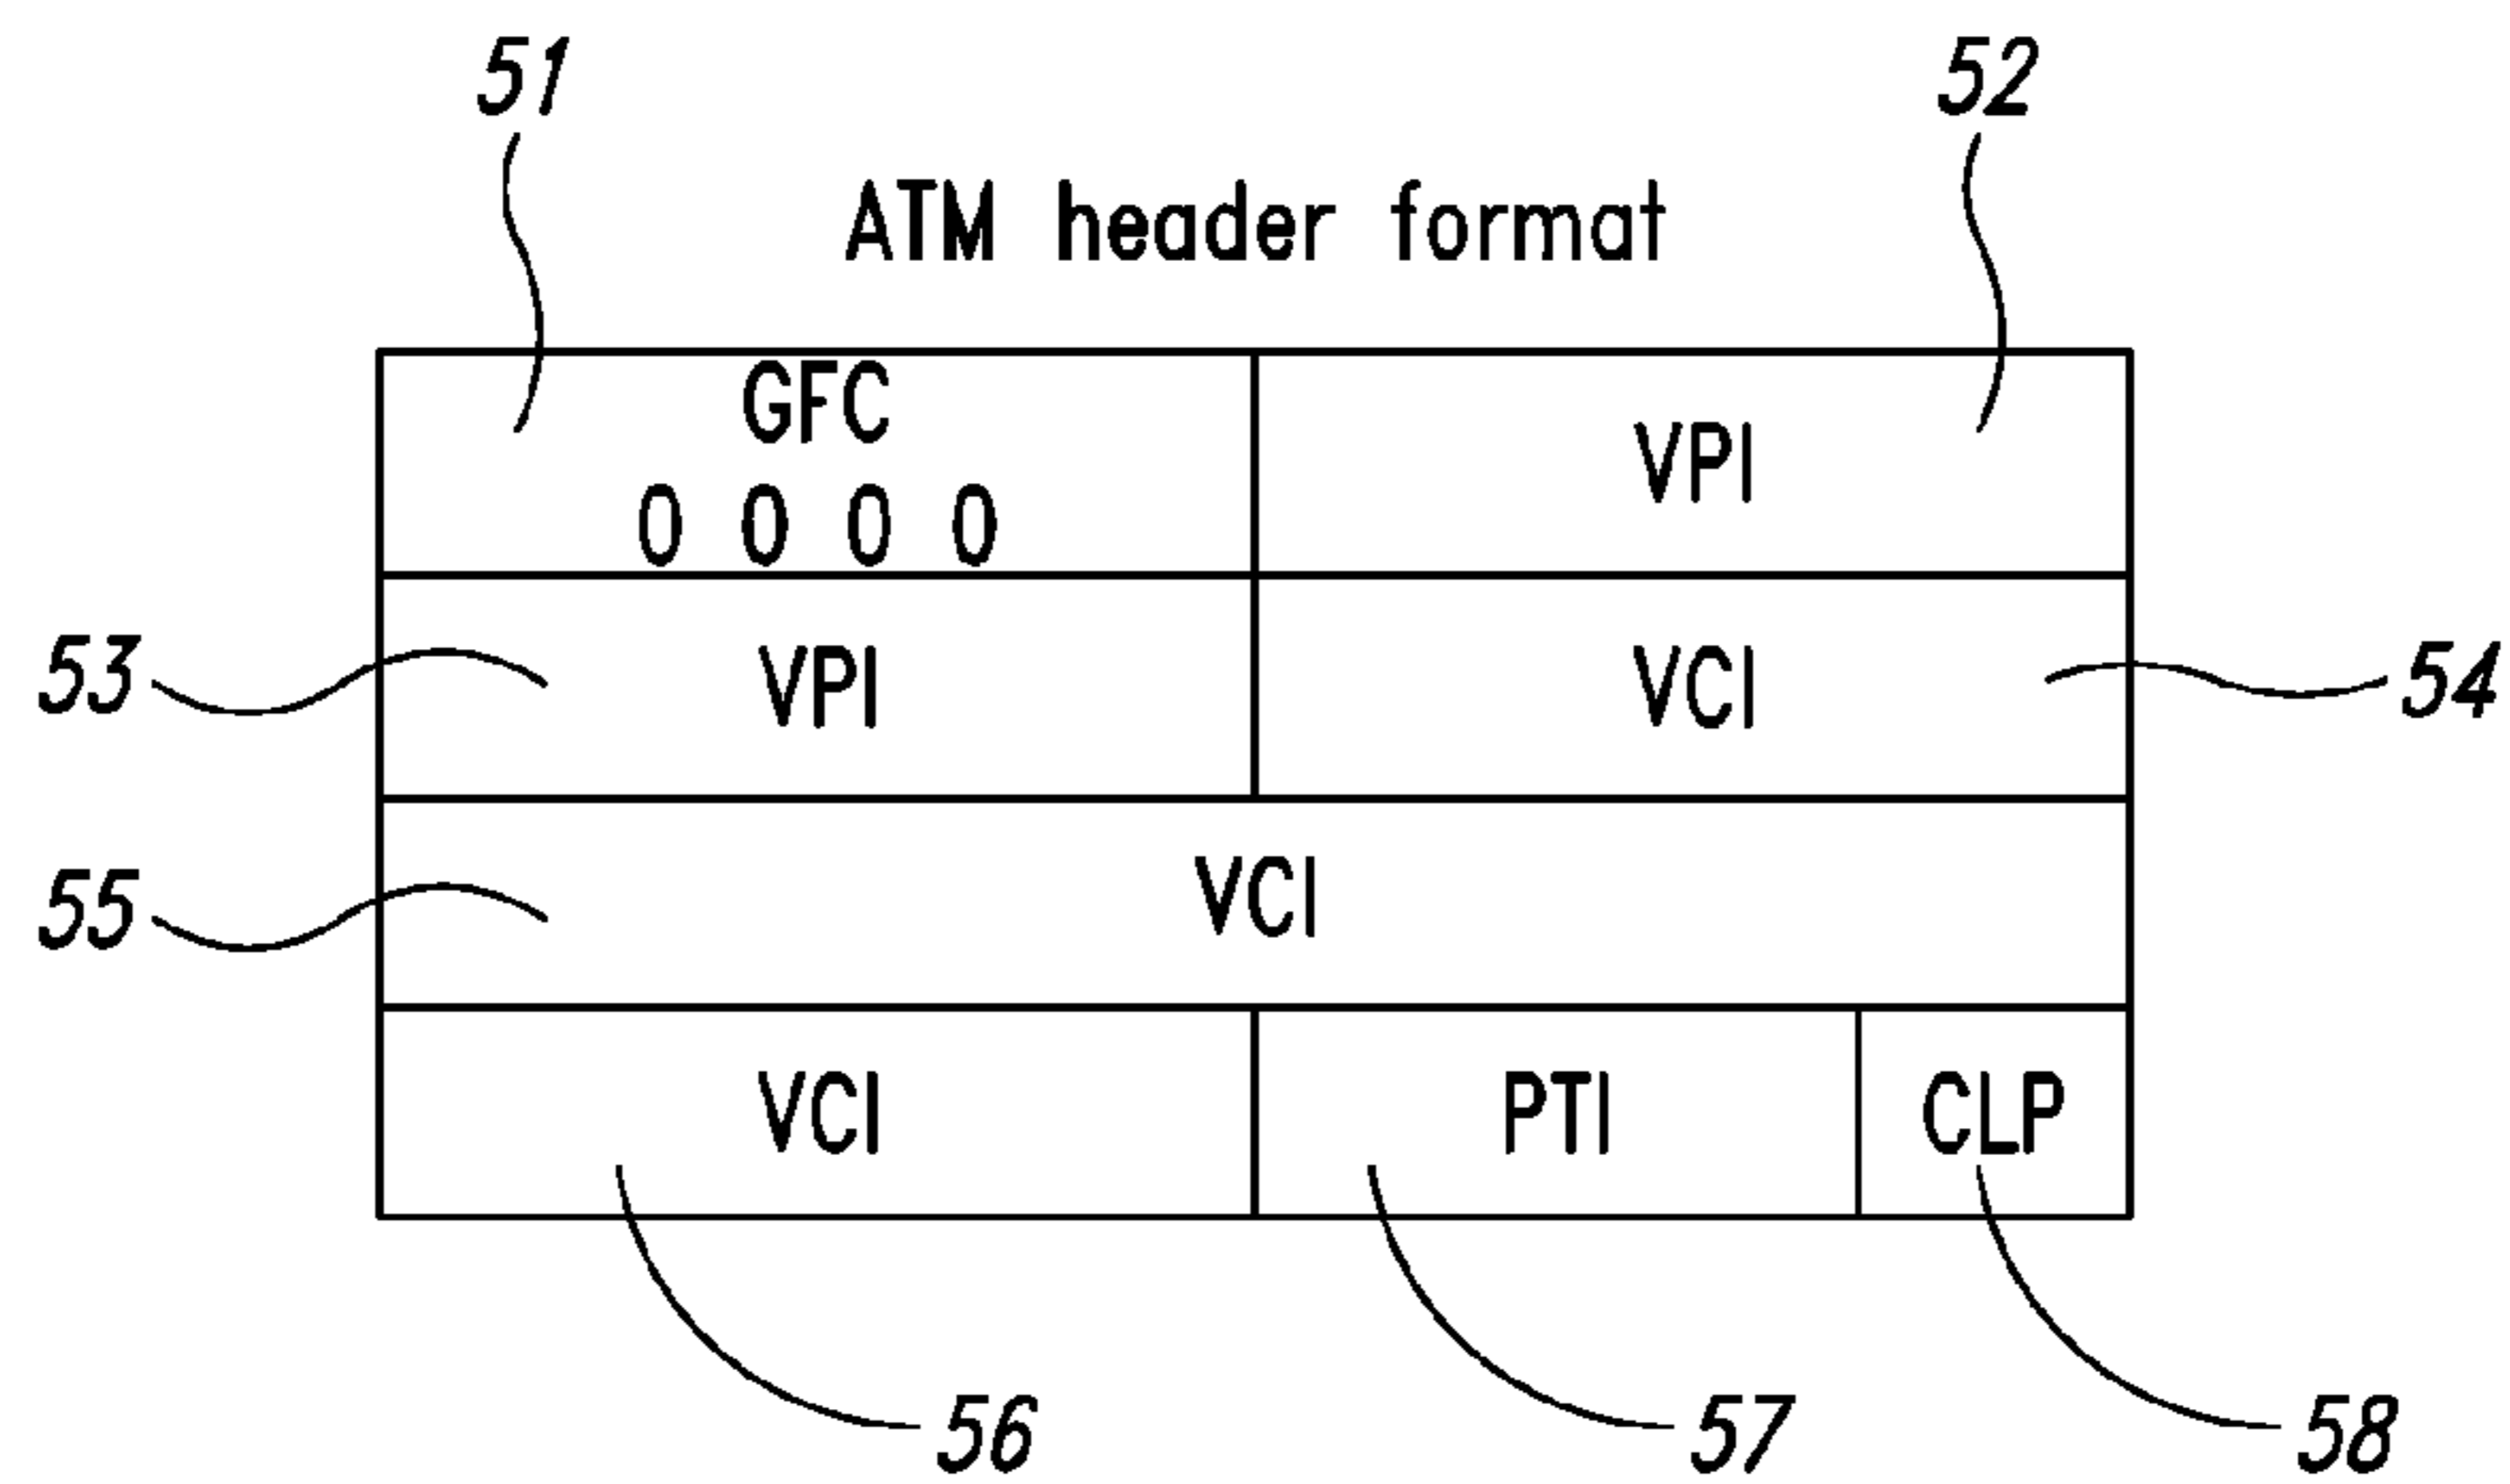 51 52
ATM header format
GFC
0 0 0 0
VPI
53 VPI VCI 54
55 VCI
VCI PTI CLP
56 57 58